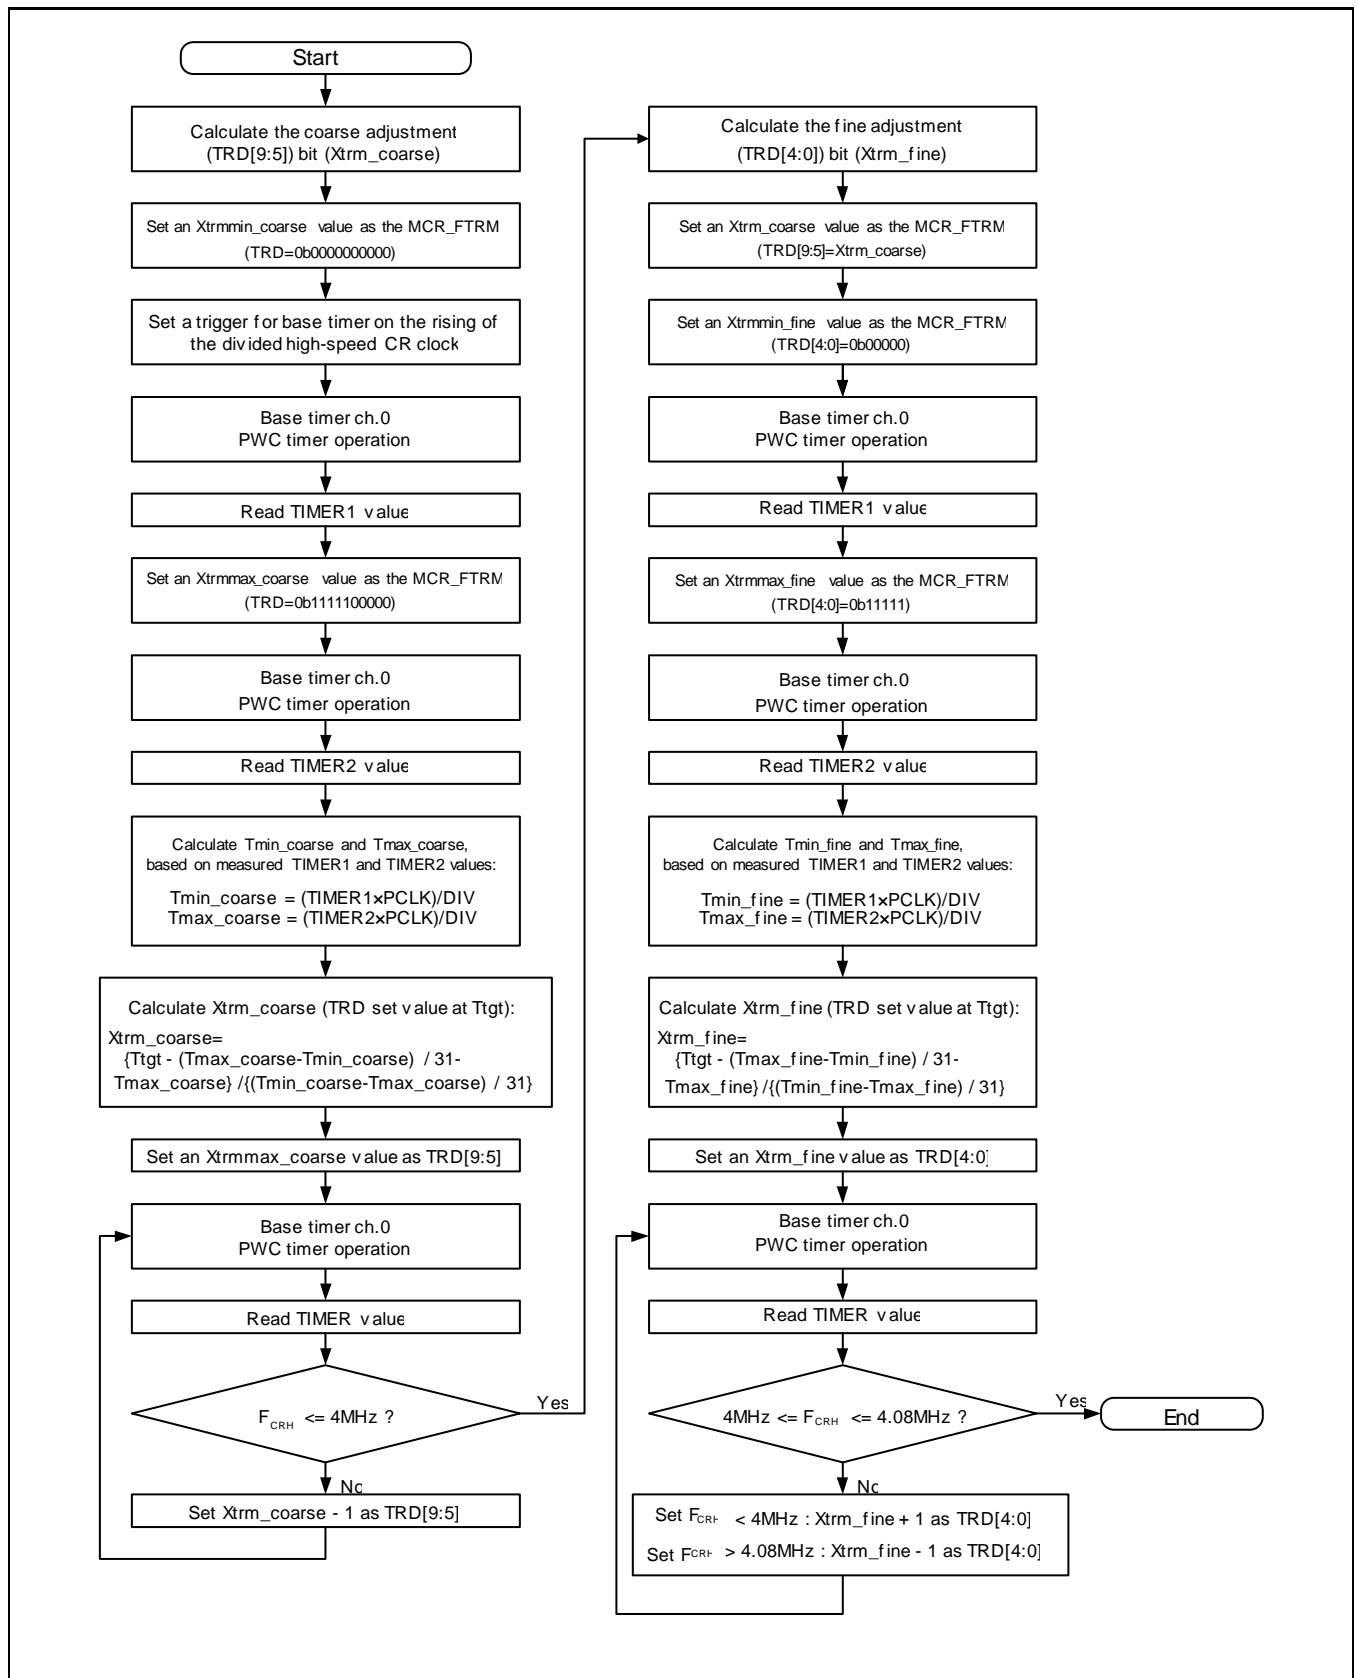 Start
Calculate the coarse adjustment
(TRD[9:5]) bit (Xtrm_coarse)
Set an Xtrmmin_coarse value as the MCR_FTRM
(TRD=0b0000000000)
Set a trigger for base timer on the rising of
the divided high-speed CR clock
Base timer ch.0
PWC timer operation
Read TIMER1 value
Set an Xtrmmax_coarse value as the MCR_FTRM
(TRD=0b1111100000)
Base timer ch.0
PWC timer operation
Read TIMER2 value
Calculate Tmin_coarse and Tmax_coarse,
based on measured TIMER1 and TIMER2 values:
Tmin_coarse = (TIMER1×PCLK)/DIV
Tmax_coarse = (TIMER2×PCLK)/DIV
Calculate Xtrm_coarse (TRD set value at Ttgt):
Xtrm_coarse=
{Ttgt - (Tmax_coarse-Tmin_coarse) / 31-
Tmax_coarse} /{(Tmin_coarse-Tmax_coarse) / 31}
Set an Xtrmmax_coarse value as TRD[9:5]
Base timer ch.0
PWC timer operation
Read TIMER value
FCRH <= 4MHz ?
Yes
No
Set Xtrm_coarse - 1 as TRD[9:5]
Calculate the fine adjustment
(TRD[4:0]) bit (Xtrm_fine)
Set an Xtrm_coarse value as the MCR_FTRM
(TRD[9:5]=Xtrm_coarse)
Set an Xtrmmin_fine value as the MCR_FTRM
(TRD[4:0]=0b00000)
Base timer ch.0
PWC timer operation
Read TIMER1 value
Set an Xtrmmax_fine value as the MCR_FTRM
(TRD[4:0]=0b11111)
Base timer ch.0
PWC timer operation
Read TIMER2 value
Calculate Tmin_fine and Tmax_fine,
based on measured TIMER1 and TIMER2 values:
Tmin_fine = (TIMER1×PCLK)/DIV
Tmax_fine = (TIMER2×PCLK)/DIV
Calculate Xtrm_fine (TRD set value at Ttgt):
Xtrm_fine=
{Ttgt - (Tmax_fine-Tmin_fine) / 31-
Tmax_fine} /{(Tmin_fine-Tmax_fine) / 31}
Set an Xtrm_fine value as TRD[4:0]
Base timer ch.0
PWC timer operation
Read TIMER value
4MHz <= FCRH <= 4.08MHz ?
Yes
End
No
Set FCRH < 4MHz : Xtrm_fine + 1 as TRD[4:0]
Set FCRH > 4.08MHz : Xtrm_fine - 1 as TRD[4:0]